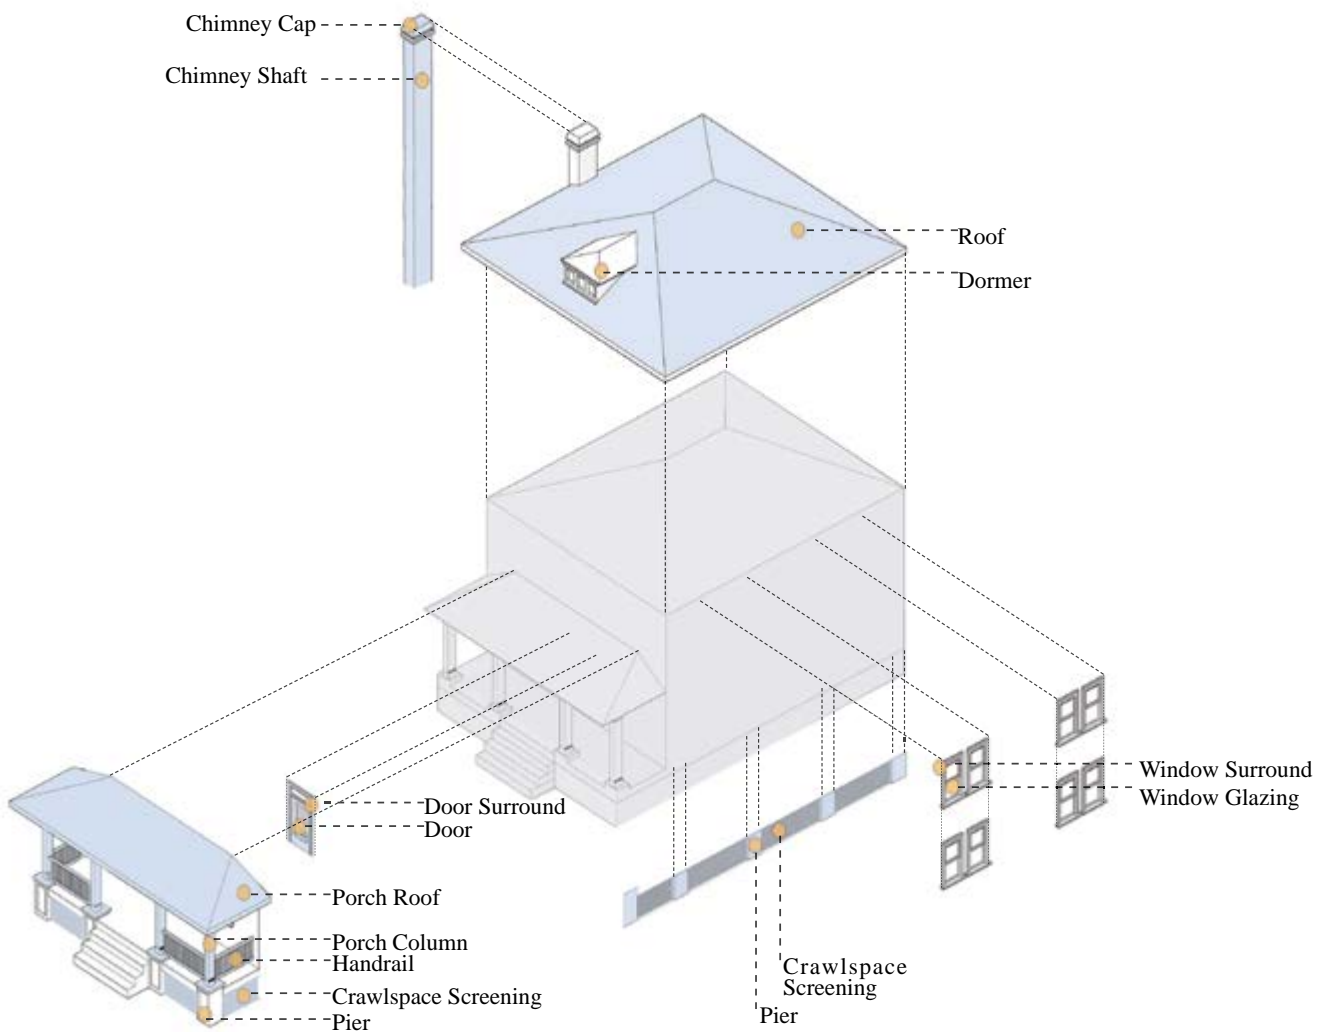 Chimney Cap
Chimney Shaft
Roof
Dormer
Window Surround
Window Glazing
Door Surround
Door
Porch Roof
Porch Column
Handrail
Crawlspace Screening
Pier
Crawlspace
Screening
Pier